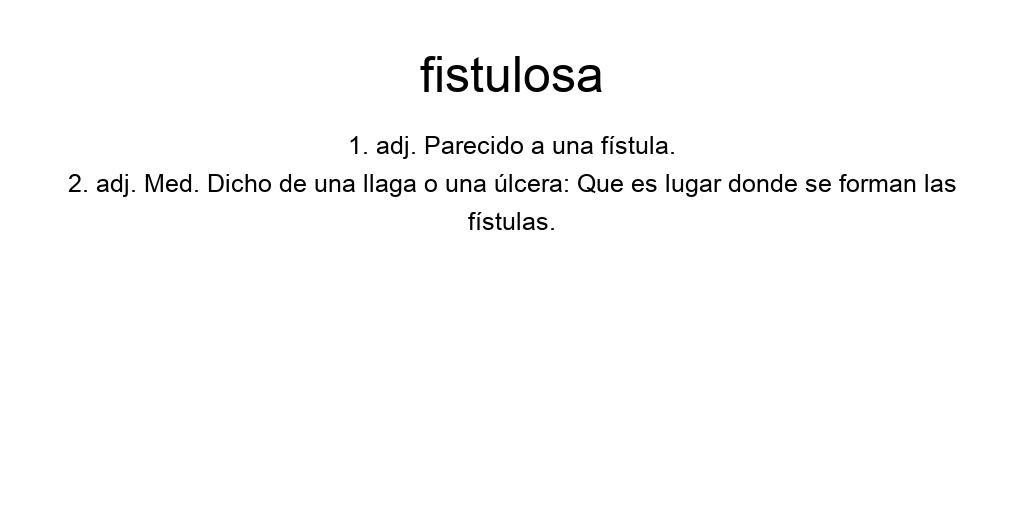 fistulosa
1. adj. Parecido a una fístula.
2. adj. Med. Dicho de una llaga o una úlcera: Que es lugar donde se forman las
fístulas.